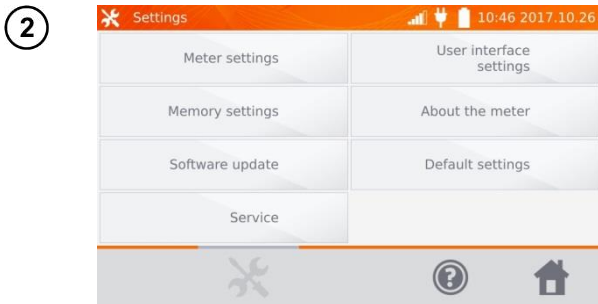 2
Settings
10:46 2017.10.26
Meter settings
User interface
settings
Memory settings
About the meter
Software update
Default settings
Service
?